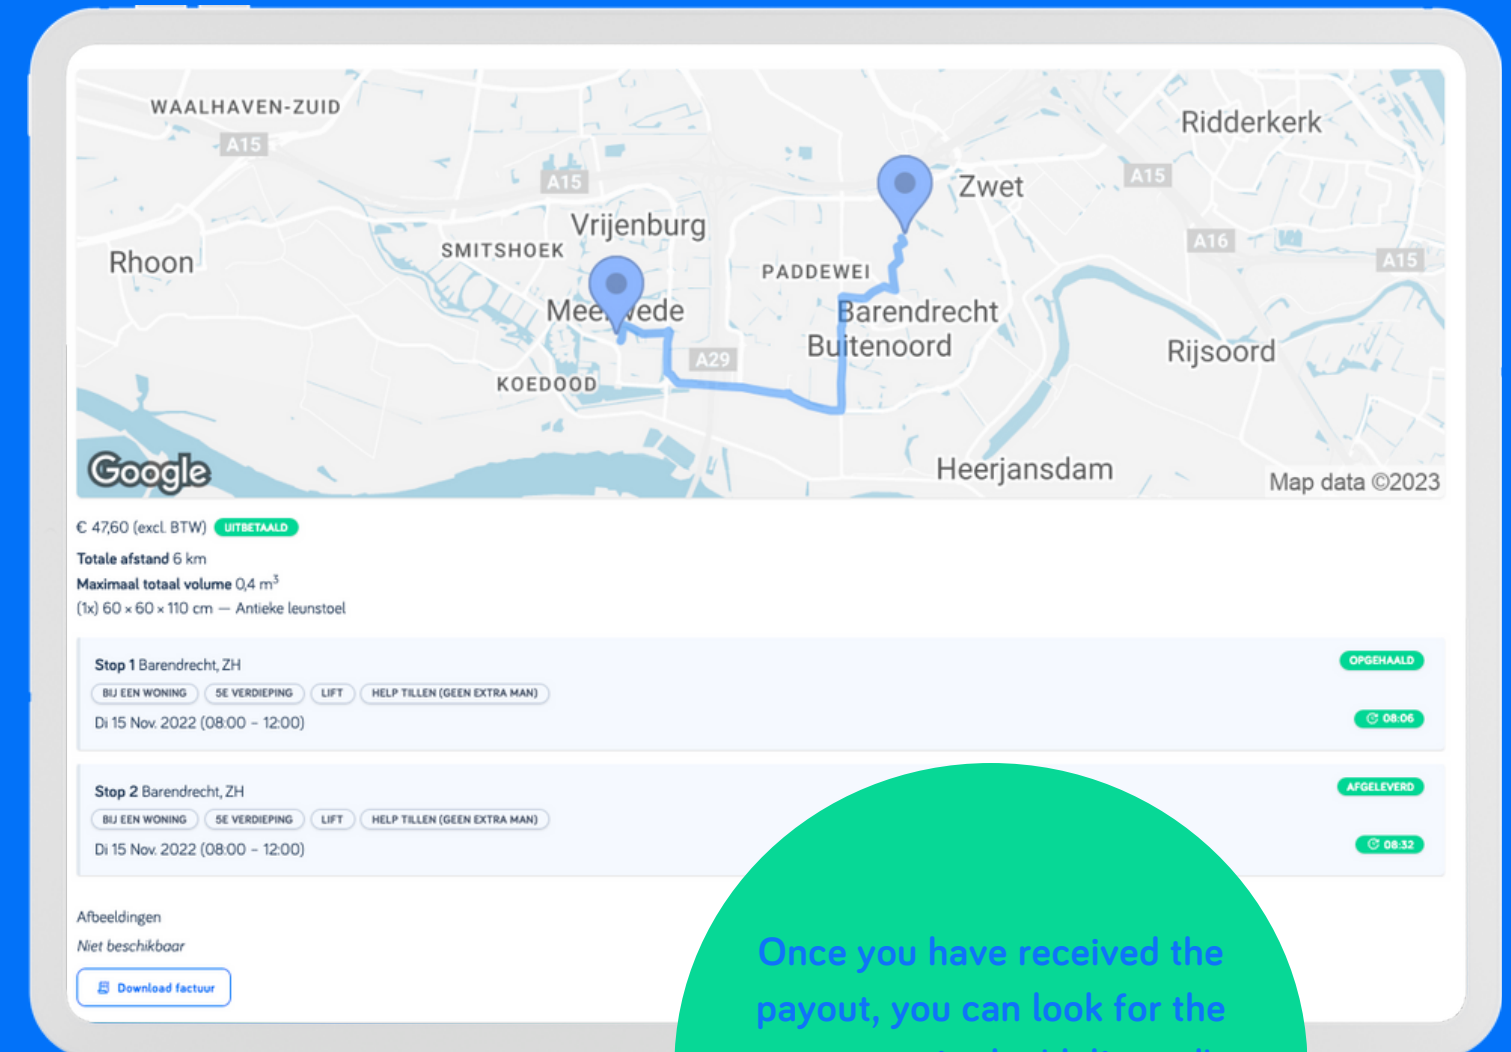 WAALHAVEN-ZUID
A15
Ridderkerk
A15
A15
Zwet
Vrijenburg
SMITSHOEK
A16
A15
Rhoon
PADDEWEI
Meerwede
Barendrecht
Buitenoord
Rijsoord
A29
KOEDOOD
Google
Heerjansdam
Map data ©2023
€ 47,60 (excl. BTW) UITBETAALD
Totale afstand 6 km
Maximaal totaal volume 0,4 m³
(1x) 60 × 60 × 110 cm — Antieke leunstoel
Stop 1 Barendrecht, ZH OPGEHAALD
BIJ EEN WONING 5E VERDIEPING LIFT HELP TILLEN (GEEN EXTRA MAN)
Di 15 Nov. 2022 (08:00 – 12:00) 08:06
Stop 2 Barendrecht, ZH AFGELEVERD
BIJ EEN WONING 5E VERDIEPING LIFT HELP TILLEN (GEEN EXTRA MAN)
Di 15 Nov. 2022 (08:00 – 12:00) 08:32
Afbeeldingen
Niet beschikbaar
Download factuur
Once you have received the
payout, you can look for the